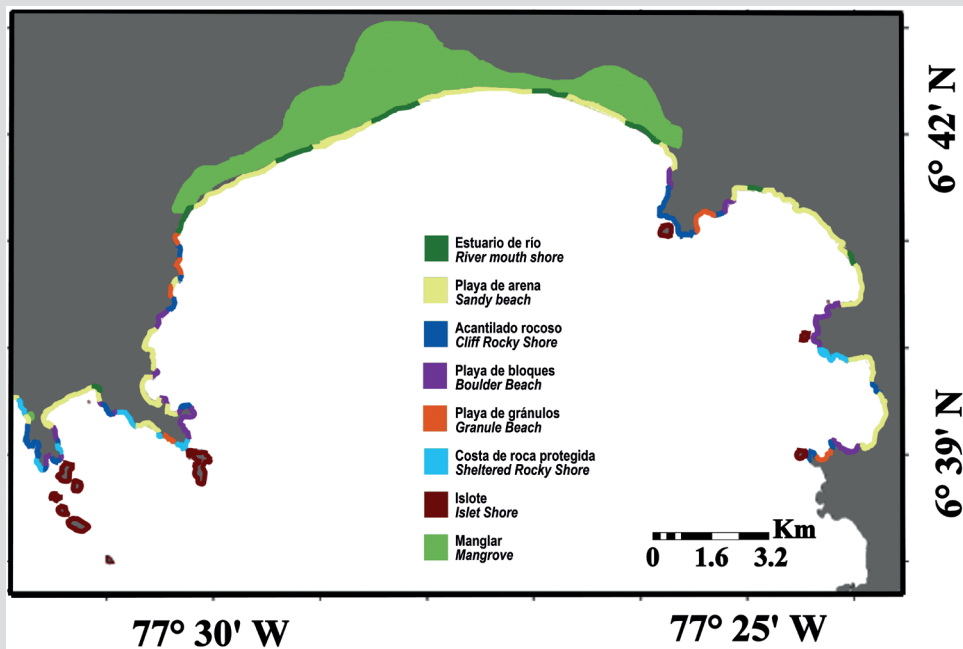 6° 42' N
Estuario de río
River mouth shore
Playa de arena
Sandy beach
Acantilado rocoso
Cliff Rocky Shore
Playa de bloques
Boulder Beach
Playa de gránulos
Granule Beach
Costa de roca protegida
Sheltered Rocky Shore
Islote
Islet Shore
Manglar
Mangrove
6° 39' N
Km
0 1.6 3.2
77° 30' W 77° 25' W